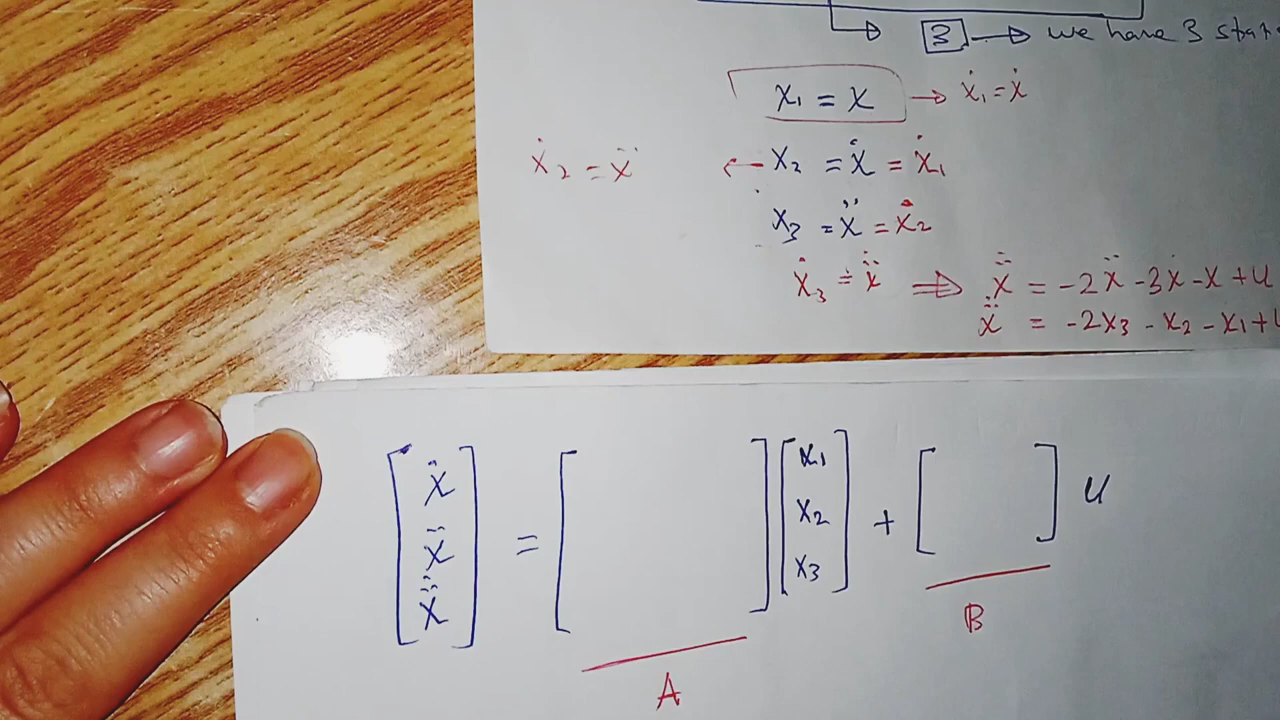 3 → we have 3 stat
x₁ = x → ẋ₁ = ẋ
ẋ₂ = ẍ ← x₂ = ẋ = ẋ₁
x₃ = ẍ = ẋ₂
ẋ₃ = x⃛ ⇒ x⃛ = -2ẍ -3ẋ -x +u
x⃛ = -2x₃ - x₂ - x₁ + u
[ẋ ẍ x⃛] = [ ] [x₁ x₂ x₃] + [ ] u
A B